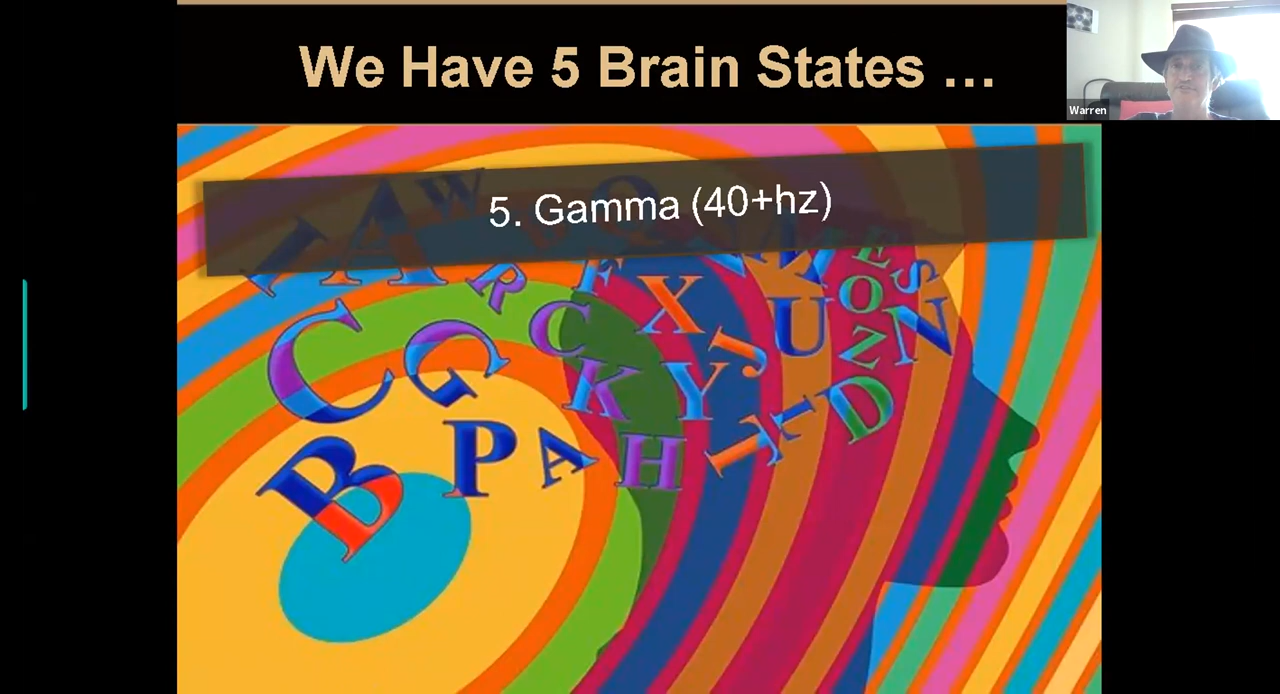 We Have 5 Brain States ...
Warren
5. Gamma (40+hz)
A W Q
R F X O E S
C G C J U Z N
K Y D
B P A H I